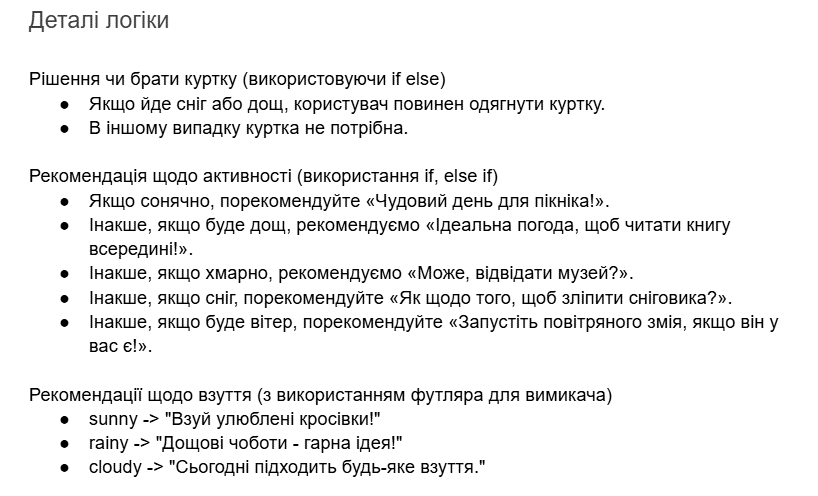 Деталі логіки
Рішення чи брати куртку (використовуючи if else)
● Якщо йде сніг або дощ, користувач повинен одягнути куртку.
● В іншому випадку куртка не потрібна.
Рекомендація щодо активності (використання if, else if)
● Якщо сонячно, порекомендуйте «Чудовий день для пікніка!».
● Інакше, якщо буде дощ, рекомендуємо «Ідеальна погода, щоб читати книгу
всередині!».
● Інакше, якщо хмарно, рекомендуємо «Може, відвідати музей?».
● Інакше, якщо сніг, порекомендуйте «Як щодо того, щоб зліпити сніговика?».
● Інакше, якщо буде вітер, порекомендуйте «Запустіть повітряного змія, якщо він у
вас є!».
Рекомендації щодо взуття (з використанням футляра для вимикача)
● sunny -> "Взуй улюблені кросівки!"
● rainy -> "Дощові чоботи - гарна ідея!"
● cloudy -> "Сьогодні підходить будь-яке взуття."